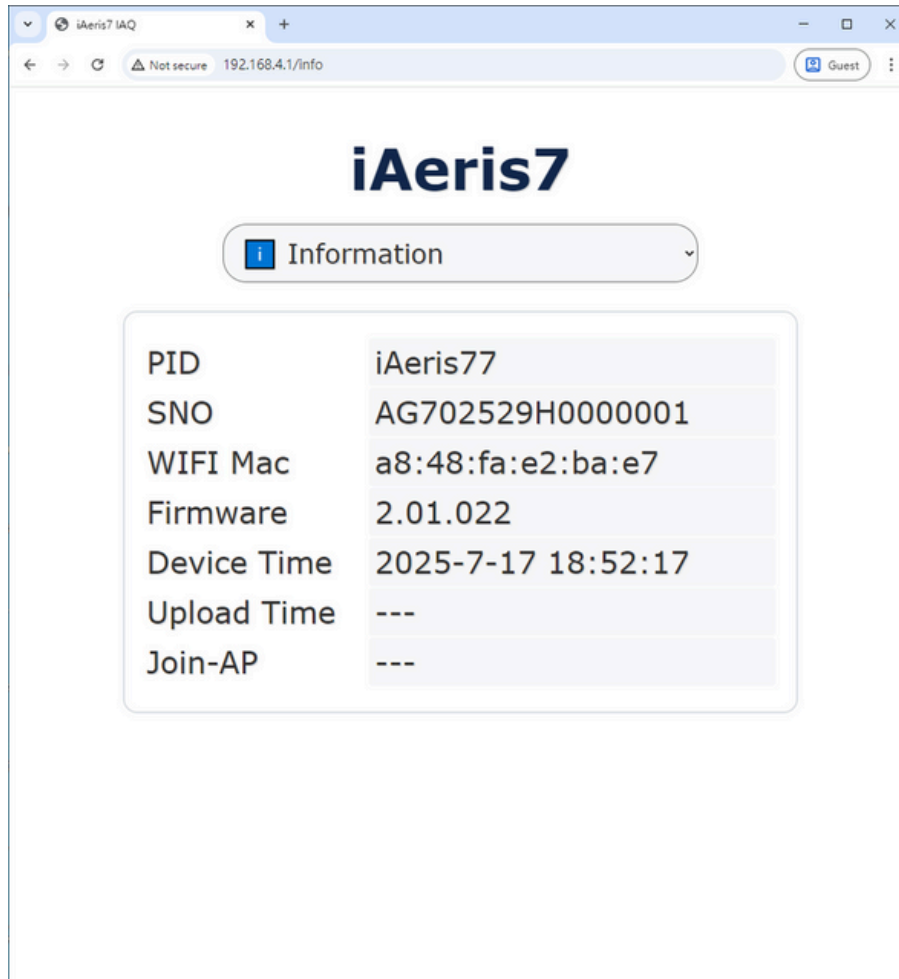 iAeris7 IAQ
Not secure 192.168.4.1/info Guest
iAeris7
i Information
PID iAeris77
SNO AG702529H0000001
WIFI Mac a8:48:fa:e2:ba:e7
Firmware 2.01.022
Device Time 2025-7-17 18:52:17
Upload Time ---
Join-AP ---